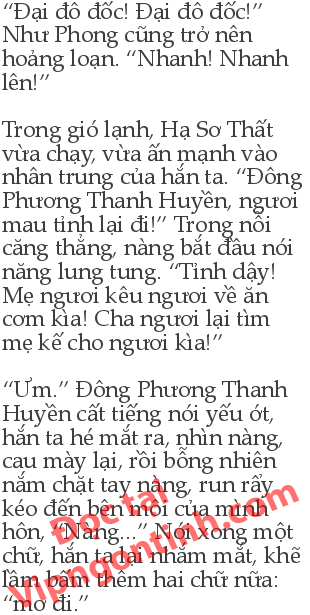 “Đại đô đốc! Đại đô đốc!”
Như Phong cũng trở nên
hoảng loạn. “Nhanh! Nhanh
lên!”
Trong gió lạnh, Hạ Sơ Thất
vừa chạy, vừa ấn mạnh vào
nhân trung của hắn ta. “Đông
Phương Thanh Huyền, ngươi
mau tỉnh lại đi!” Trong nỗi
căng thẳng, nàng bắt đầu nói
năng lung tung. “Tỉnh dậy!
Mẹ ngươi kêu ngươi về ăn
cơm kìa! Cha ngươi lại tìm
mẹ kế cho ngươi kìa!”
“Ưm.” Đông Phương Thanh
Huyền cất tiếng nói yếu ớt,
hắn ta hé mắt ra, nhìn nàng,
cau mày lại, rồi bỗng nhiên
nắm chặt tay nàng, run rẩy
kéo đến bên môi của mình
hôn, “Nàng...” Nói xong một
chữ, hắn ta lại nhắm mắt, khẽ
lầm bẩm thêm hai chữ nữa:
“mơ đi.”
Đọc tại
Vipngontinh.com